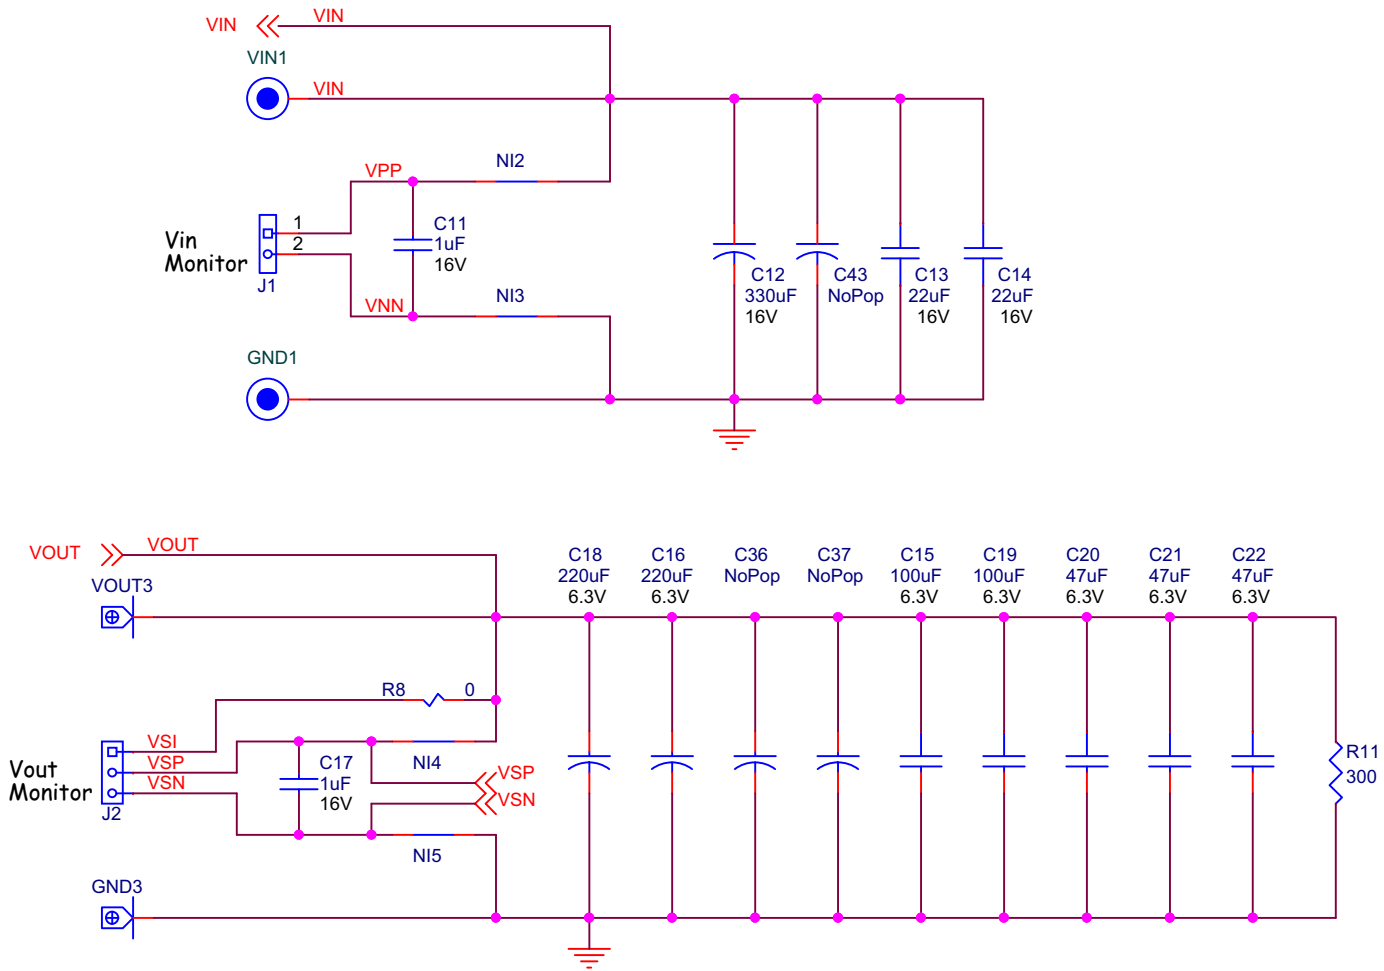 VIN
VIN
VIN1
VIN
NI2
VPP
1
2
Vin
Monitor
J1
C11
1uF
16V
VNN
NI3
GND1
C12
330uF
16V
C43
NoPop
C13
22uF
16V
C14
22uF
16V
VOUT
VOUT
VOUT3
C18
220uF
6.3V
C16
220uF
6.3V
C36
NoPop
C37
NoPop
C15
100uF
6.3V
C19
100uF
6.3V
C20
47uF
6.3V
C21
47uF
6.3V
C22
47uF
6.3V
R8
0
VSI
VSP
VSN
Vout
Monitor
J2
C17
1uF
16V
NI4
VSP
VSN
NI5
R11
300
GND3